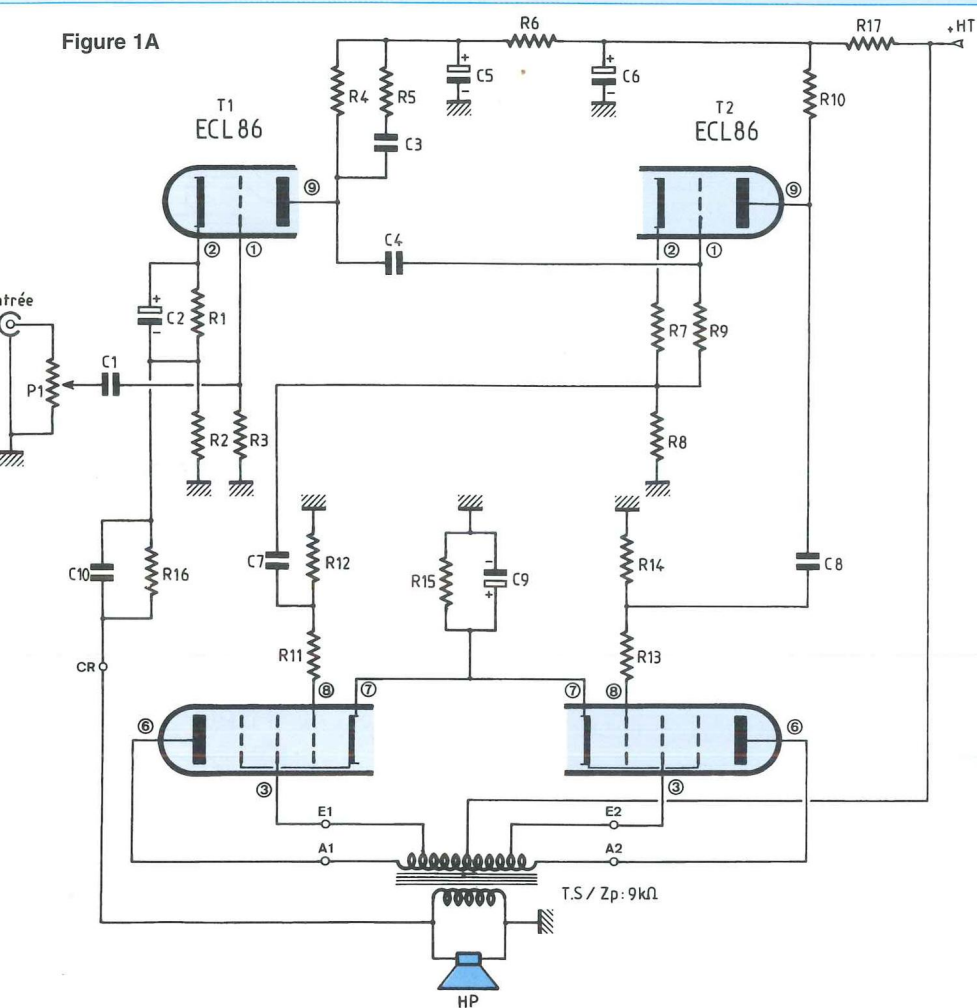 Figure 1A
R6
R17
+HT
R4
R5
C5
C6
R10
T1
ECL86
T2
ECL86
C3
⑨
⑨
②
①
②
①
C4
C2
R1
R7
R9
ntrée
P1
C1
R2
R3
R8
C10
R16
C7
R12
R15
C9
R14
C8
CR
R11
R13
⑧
⑦
⑦
⑧
⑥
⑥
③
③
E1
E2
A1
A2
T.S / Zp: 9kΩ
HP